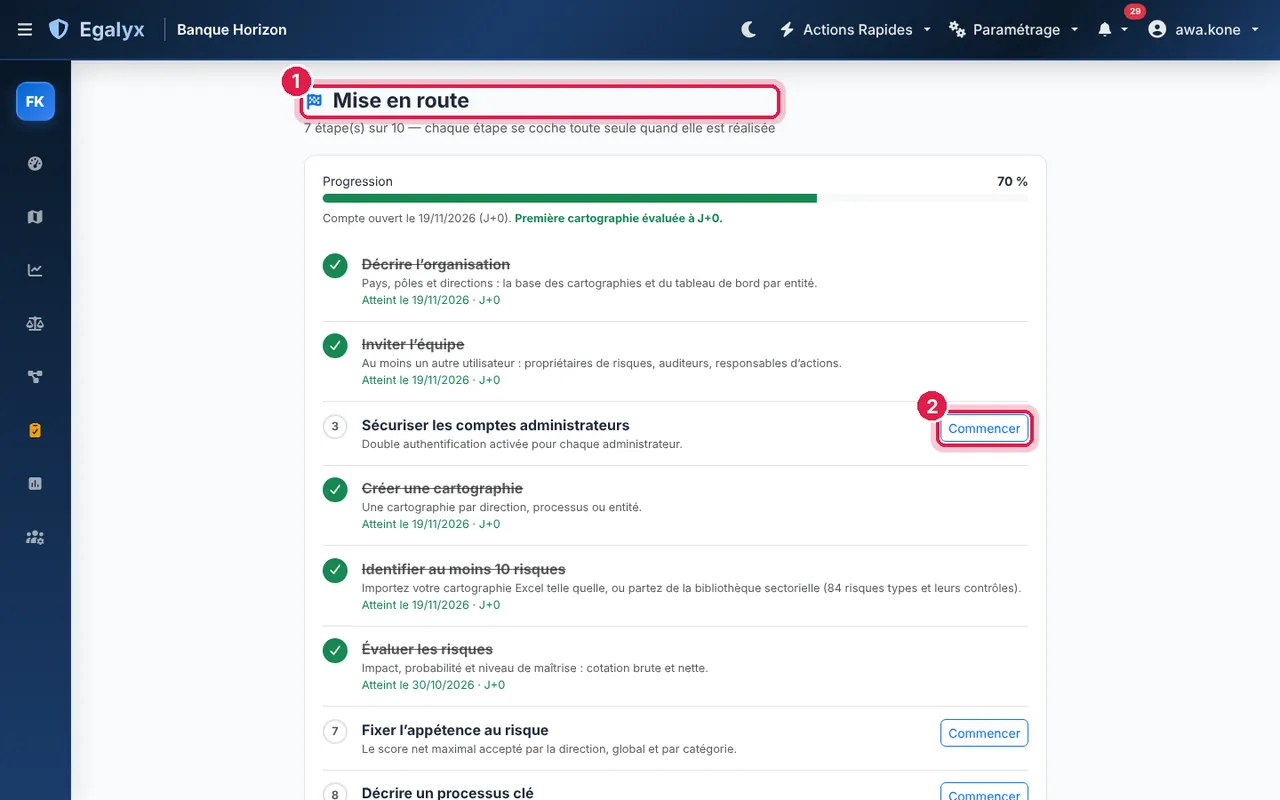 Egalyx
Banque Horizon
Actions Rapides
Paramétrage
29
awa.kone
FK
1
Mise en route
7 étape(s) sur 10 — chaque étape se coche toute seule quand elle est réalisée
Progression
70 %
Compte ouvert le 19/11/2026 (J+0). Première cartographie évaluée à J+0.
Décrire l’organisation
Pays, pôles et directions : la base des cartographies et du tableau de bord par entité.
Atteint le 19/11/2026 · J+0
Inviter l’équipe
Au moins un autre utilisateur : propriétaires de risques, auditeurs, responsables d’actions.
Atteint le 19/11/2026 · J+0
2
3
Sécuriser les comptes administrateurs
Commencer
Double authentification activée pour chaque administrateur.
Créer une cartographie
Une cartographie par direction, processus ou entité.
Atteint le 19/11/2026 · J+0
Identifier au moins 10 risques
Importez votre cartographie Excel telle quelle, ou partez de la bibliothèque sectorielle (84 risques types et leurs contrôles).
Atteint le 19/11/2026 · J+0
Évaluer les risques
Impact, probabilité et niveau de maîtrise : cotation brute et nette.
Atteint le 30/10/2026 · J+0
7
Fixer l’appétence au risque
Commencer
Le score net maximal accepté par la direction, global et par catégorie.
8
Décrire un processus clé
Commencer